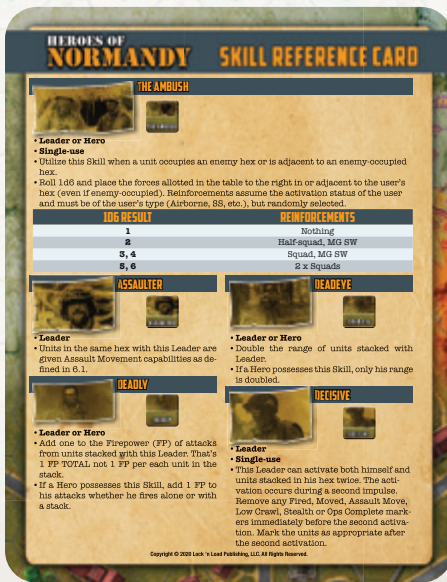 HEROES OF
NORMANDY
SKILL REFERENCE CARD
THE AMBUSH
• Leader or Hero
• Single-use
• Utilize this Skill when a unit occupies an enemy hex or is adjacent to an enemy-occupied
hex.
• Roll 1d6 and place the forces allotted in the table to the right in or adjacent to the user's
hex (even if enemy-occupied). Reinforcements assume the activation status of the user
and must be of the user's type (Airborne, SS, etc.), but randomly selected.
1D6 RESULT REINFORCEMENTS
1 Nothing
2 Half-squad, MG SW
3, 4 Squad, MG SW
5, 6 2 x Squads
ASSAULTER
• Leader
• Units in the same hex with this Leader are
given Assault Movement capabilities as de-
fined in 6.1.
DEADEYE
• Leader or Hero
• Double the range of units stacked with
Leader.
• If a Hero possesses this Skill, only his range
is doubled.
DEADLY
• Leader or Hero
• Add one to the Firepower (FP) of attacks
from units stacked with this Leader. That's
1 FP TOTAL not 1 FP per each unit in the
stack.
• If a Hero possesses this Skill, add 1 FP to
his attacks whether he fires alone or with
a stack.
DECISIVE
• Leader
• Single-use
• This Leader can activate both himself and
units stacked in his hex twice. The acti-
vation occurs during a second impulse.
Remove any Fired, Moved, Assault Move,
Low Crawl, Stealth or Ops Complete mark-
ers immediately before the second activa-
tion. Mark the units as appropriate after
the second activation.
Copyright © 2020 Lock 'n Load Publishing, LLC, All Rights Reserved.